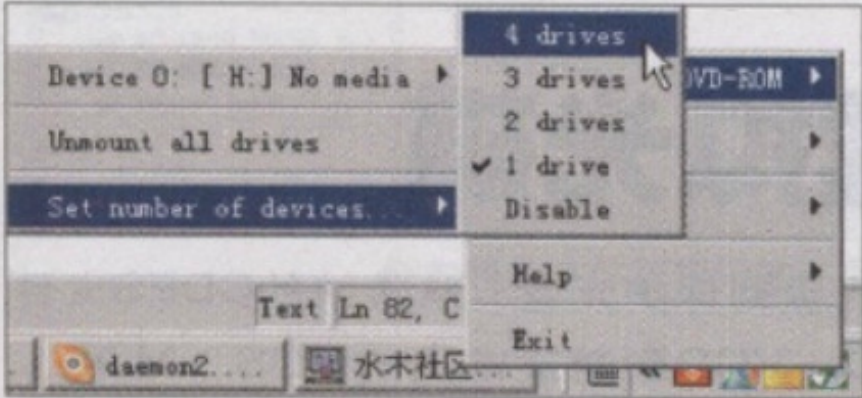 4 drives
Device 0: [ H:] No media
3 drives
VD-ROM
2 drives
Unmount all drives
1 drive
Set number of devices...
Disable
Help
Text Ln 82, C
Exit
daemon2....
水木社区...